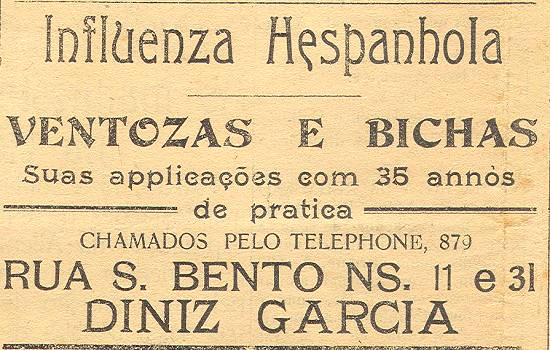 Influenza Hespanhola
VENTOZAS E BICHAS
Suas applicações com 35 annos
de pratica
CHAMADOS PELO TELEPHONE, 879
RUA S. BENTO NS. 11 e 31
DINIZ GARCIA